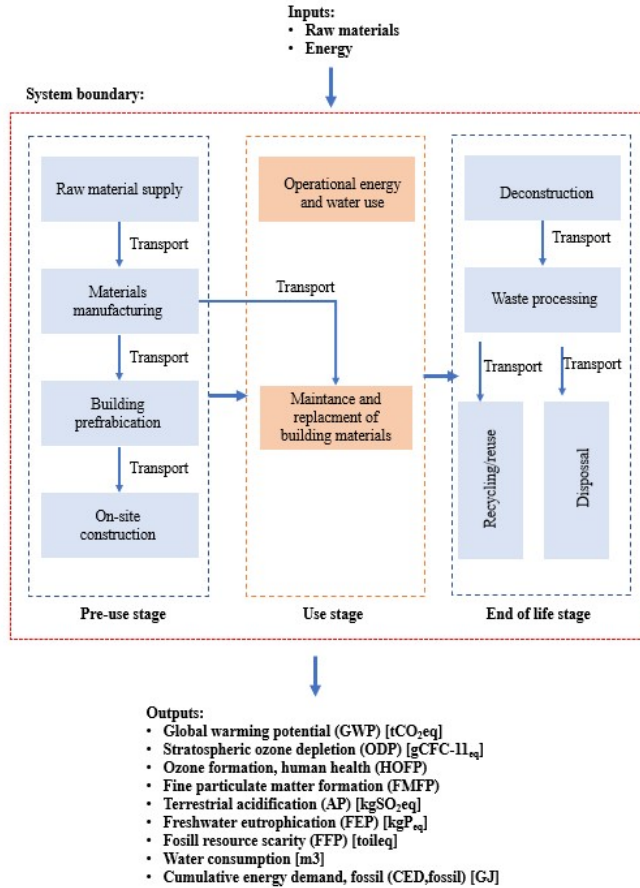 Inputs:
• Raw materials
• Energy
System boundary:
Raw material supply
Transport
Materials
manufacturing
Transport
Building
prefrabication
Transport
On-site
construction
Pre-use stage
Operational energy
and water use
Transport
Maintance and
replacment of
building materials
Use stage
Deconstruction
Transport
Waste processing
Transport
Transport
Recycling/reuse
Dispossal
End of life stage
Outputs:
• Global warming potential (GWP) [tCO₂eq]
• Stratospheric ozone depletion (ODP) [gCFC-11eq]
• Ozone formation, human health (HOFP)
• Fine particulate matter formation (FMFP)
• Terrestrial acidification (AP) [kgSO₂eq]
• Freshwater eutrophication (FEP) [kgPeq]
• Fosill resource scarity (FFP) [toileq]
• Water consumption [m3]
• Cumulative energy demand, fossil (CED,fossil) [GJ]